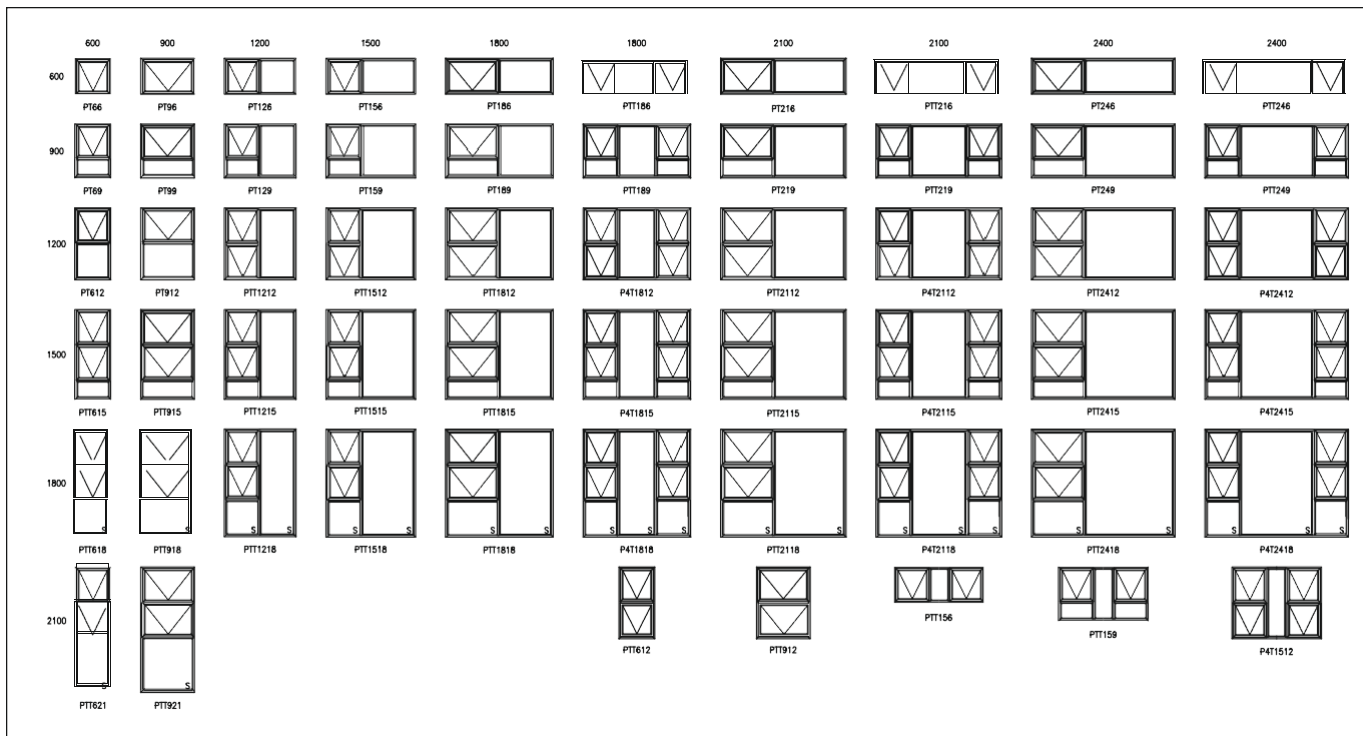 600 900 1200 1500 1800 1800 2100 2100 2400 2400
600
PT66 PT96 PT126 PT156 PT186 PTT186 PT216 PTT216 PT246 PTT246
900
PT69 PT99 PT129 PT159 PT189 PTT189 PT219 PTT219 PT249 PTT249
1200
PT612 PT912 PTT1212 PTT1512 PTT1812 P4T1812 PTT2112 P4T2112 PTT2412 P4T2412
1500
PTT615 PTT915 PTT1215 PTT1515 PTT1815 P4T1815 PTT2115 P4T2115 PTT2415 P4T2415
1800
S S S S S S S S S S S S S S S S S S
PTT618 PTT918 PTT1218 PTT1518 PTT1818 P4T1818 PTT2118 P4T2118 PTT2418 P4T2418
2100
PTT156 PTT159
PTT612 PTT912 P4T1512
S S
PTT621 PTT921